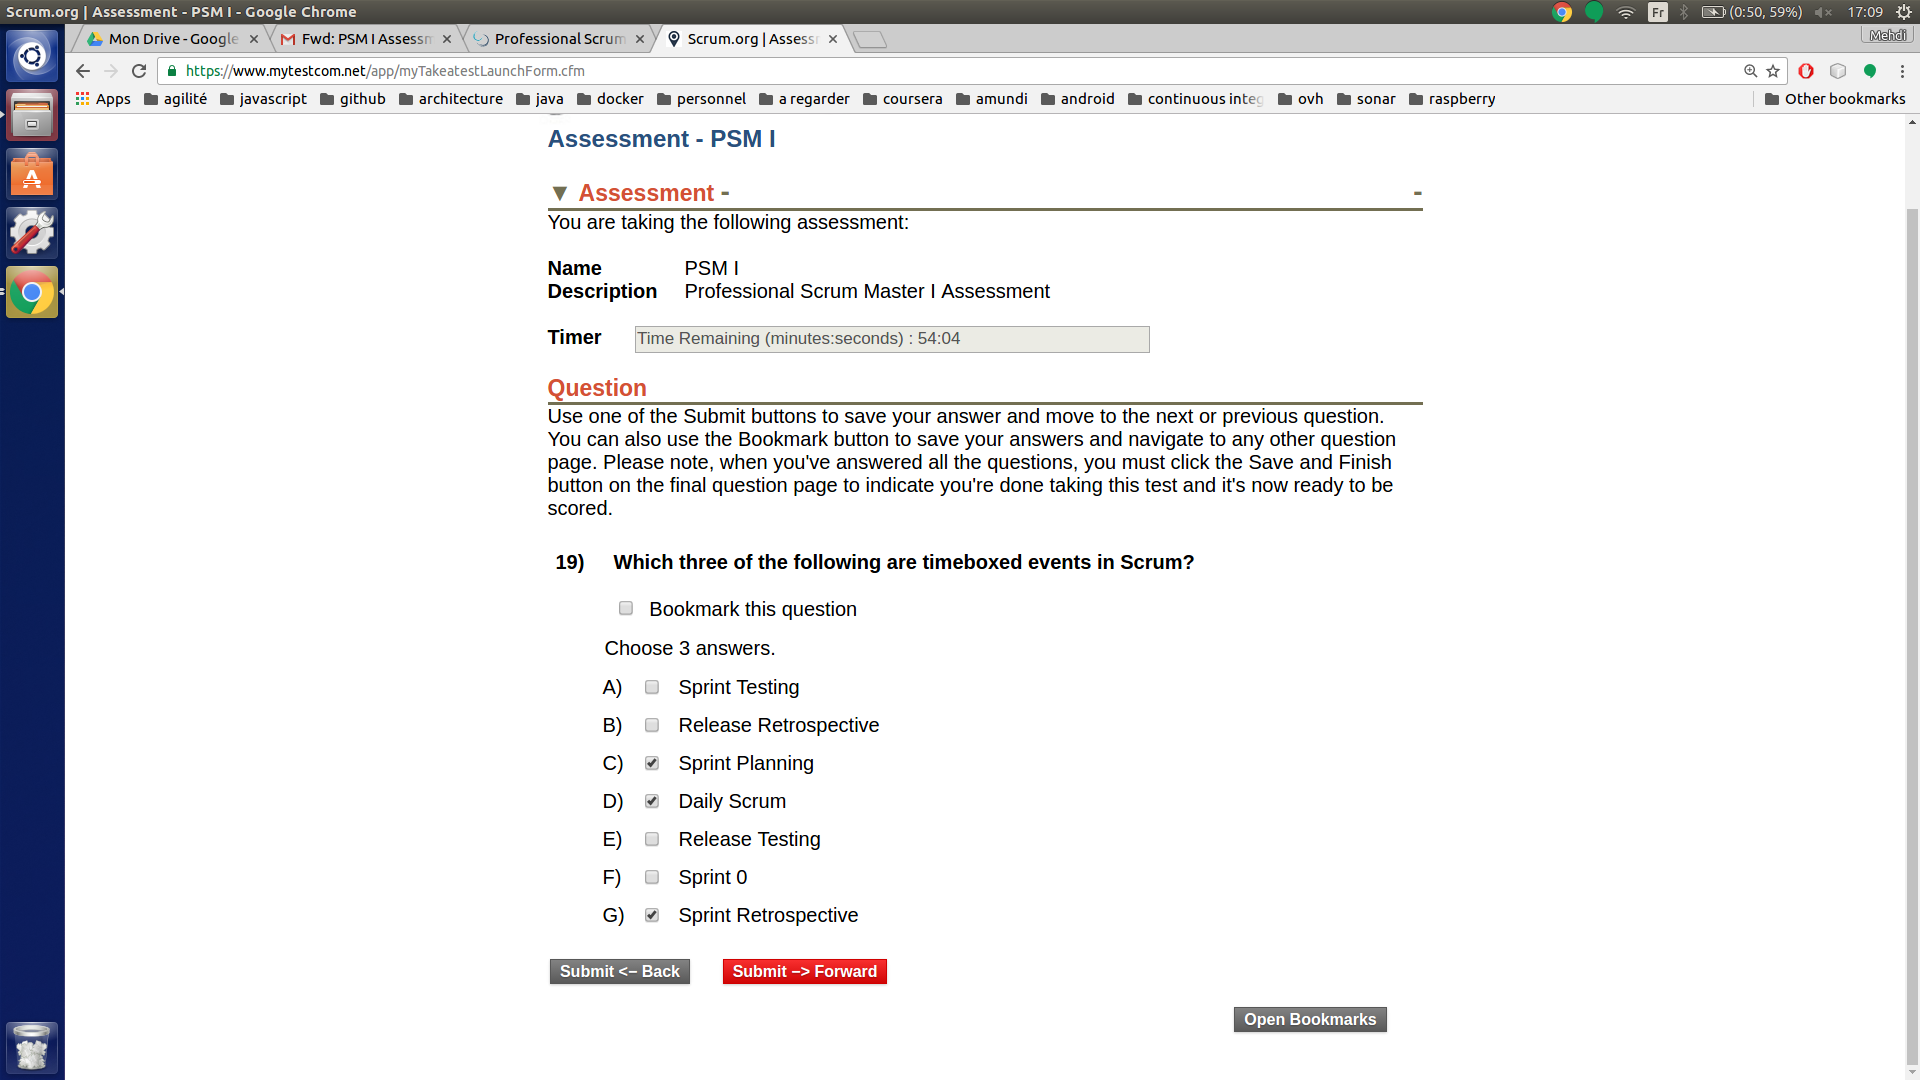 Scrum.org | Assessment - PSM I - Google Chrome
Fr
(0:50, 59%)
17:09
Mon Drive - Google
Fwd: PSM I Assessm
Professional Scrum
Scrum.org | Assess
Mehdi
https://www.mytestcom.net/app/myTakeatestLaunchForm.cfm
Apps
agilité
javascript
github
architecture
java
docker
personnel
a regarder
coursera
amundi
android
continuous integ
ovh
sonar
raspberry
Other bookmarks
Assessment - PSM I
▼ Assessment - -
You are taking the following assessment:
Name PSM I
Description Professional Scrum Master I Assessment
Timer Time Remaining (minutes:seconds) : 54:04
Question
Use one of the Submit buttons to save your answer and move to the next or previous question.
You can also use the Bookmark button to save your answers and navigate to any other question
page. Please note, when you've answered all the questions, you must click the Save and Finish
button on the final question page to indicate you're done taking this test and it's now ready to be
scored.
19) Which three of the following are timeboxed events in Scrum?
Bookmark this question
Choose 3 answers.
A) Sprint Testing
B) Release Retrospective
C) Sprint Planning
D) Daily Scrum
E) Release Testing
F) Sprint 0
G) Sprint Retrospective
Submit <− Back
Submit −> Forward
Open Bookmarks